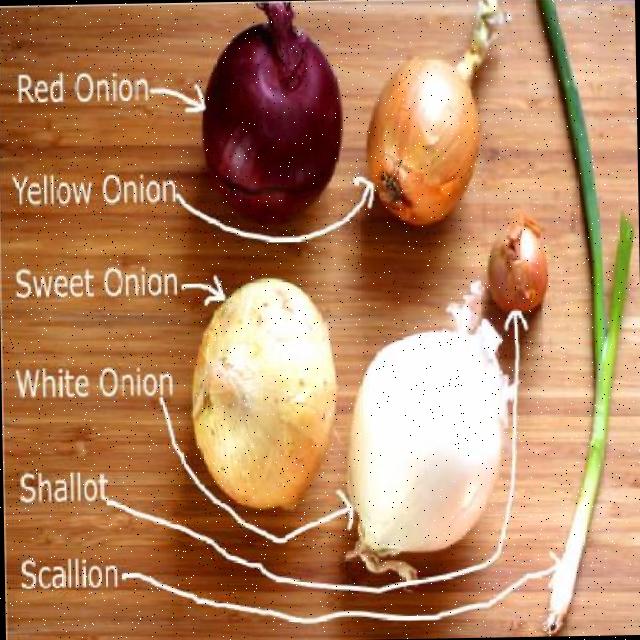 Red Onion
Yellow Onion
Sweet Onion
White Onion
Shallot
Scallion